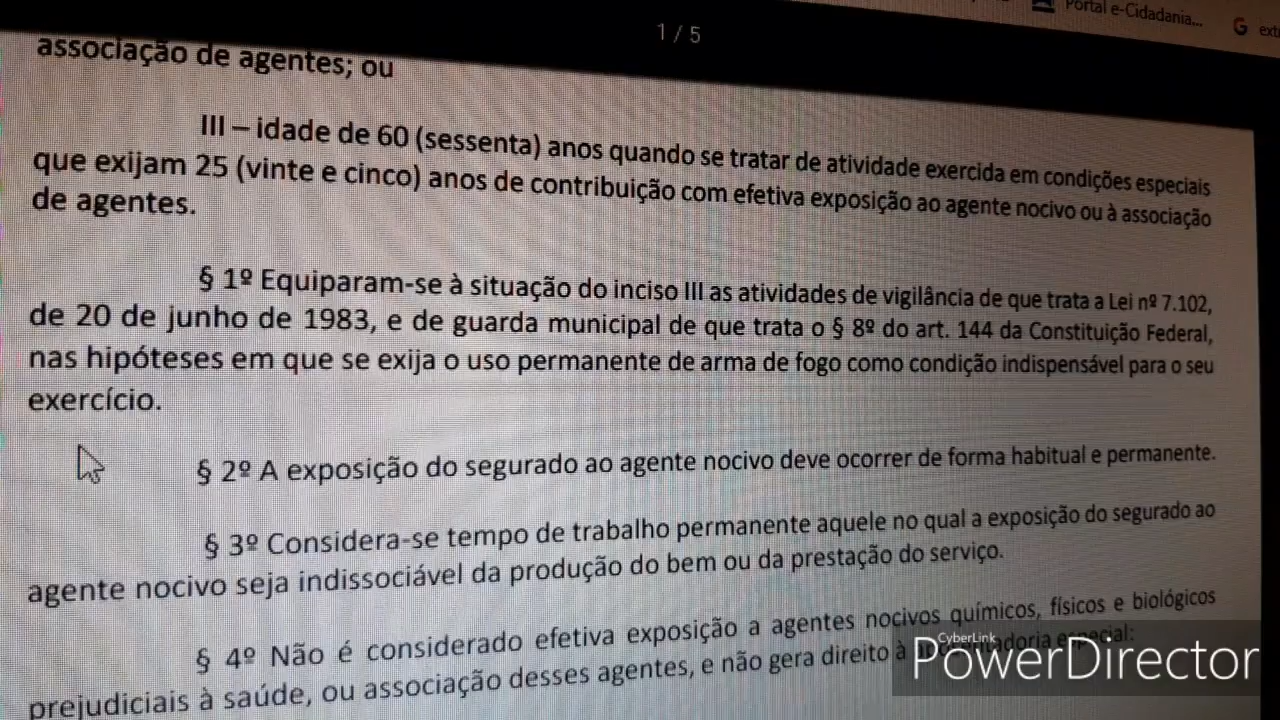 Portal e-Cidadania...
G ext
1 / 5
associação de agentes; ou
III – idade de 60 (sessenta) anos quando se tratar de atividade exercida em condições especiais
que exijam 25 (vinte e cinco) anos de contribuição com efetiva exposição ao agente nocivo ou à associação
de agentes.
§ 1º Equiparam-se à situação do inciso III as atividades de vigilância de que trata a Lei nº 7.102,
de 20 de junho de 1983, e de guarda municipal de que trata o § 8º do art. 144 da Constituição Federal,
nas hipóteses em que se exija o uso permanente de arma de fogo como condição indispensável para o seu
exercício.
§ 2º A exposição do segurado ao agente nocivo deve ocorrer de forma habitual e permanente.
§ 3º Considera-se tempo de trabalho permanente aquele no qual a exposição do segurado ao
agente nocivo seja indissociável da produção do bem ou da prestação do serviço.
§ 4º Não é considerado efetiva exposição a agentes nocivos químicos, físicos e biológicos
prejudiciais à saúde, ou associação desses agentes, e não gera direito à aposentadoria especial:
CyberLink
PowerDirector